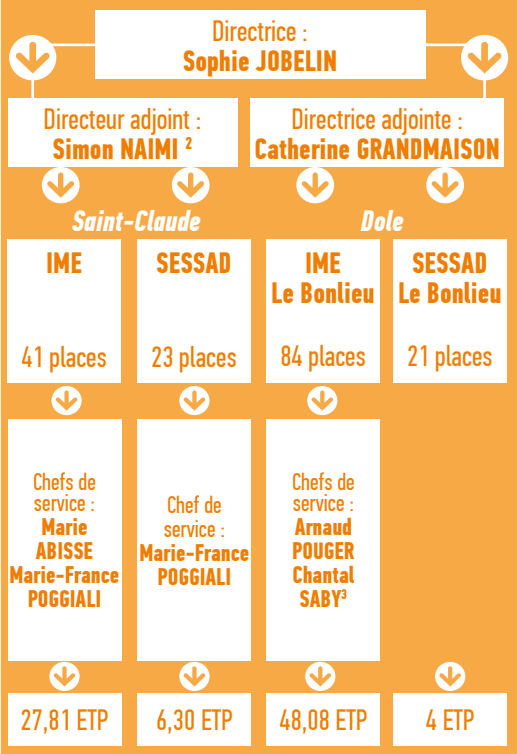 Directrice :
Sophie JOBELIN
Directeur adjoint :
Simon NAIMI ²
Directrice adjointe :
Catherine GRANDMAISON
Saint-Claude
Dole
IME
41 places
SESSAD
23 places
IME
Le Bonlieu
84 places
SESSAD
Le Bonlieu
21 places
Chefs de
service :
Marie
ABISSE
Marie-France
POGGIALI
Chef de
service :
Marie-France
POGGIALI
Chefs de
service :
Arnaud
POUGER
Chantal
SABY³
27,81 ETP
6,30 ETP
48,08 ETP
4 ETP